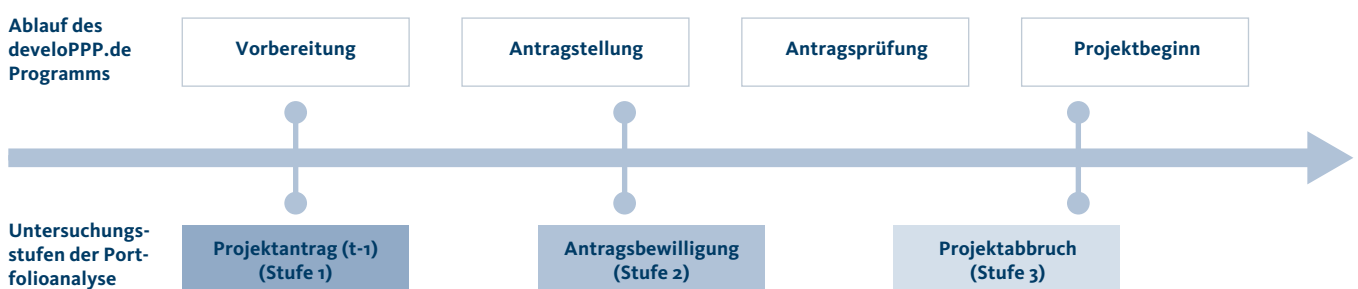 Ablauf des
develoPPP.de
Programms
Vorbereitung
Antragstellung
Antragsprüfung
Projektbeginn
Untersuchungs-
stufen der Port-
folioanalyse
Projektantrag (t-1)
(Stufe 1)
Antragsbewilligung
(Stufe 2)
Projektabbruch
(Stufe 3)